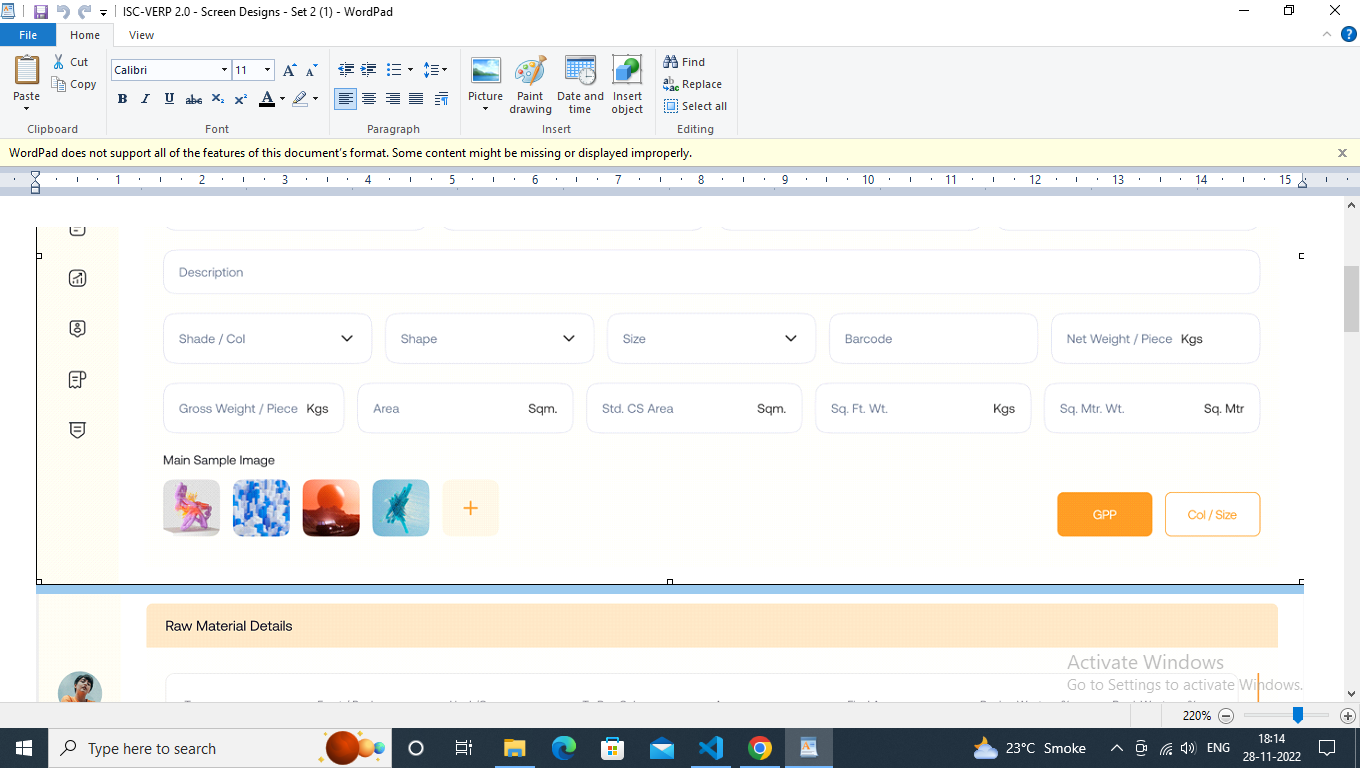 ISC-VERP 2.0 - Screen Designs - Set 2 (1) - WordPad
File Home View
Paste
Cut
Copy
Clipboard
Calibri 11
B I U abc X₂ X² A
Font
Paragraph
Picture
Paint drawing
Date and time
Insert object
Insert
Find
Replace
Select all
Editing
WordPad does not support all of the features of this document's format. Some content might be missing or displayed improperly.
1 2 3 4 5 6 7 8 9 10 11 12 13 14 15
Description
Shade / Col Shape Size Barcode Net Weight / Piece Kgs
Gross Weight / Piece Kgs Area Sqm. Std. CS Area Sqm. Sq. Ft. Wt. Kgs Sq. Mtr. Wt. Sq. Mtr
Main Sample Image
+
GPP Col / Size
Raw Material Details
Activate Windows
Go to Settings to activate Windows.
220%
Type here to search
23°C Smoke
ENG
18:14
28-11-2022